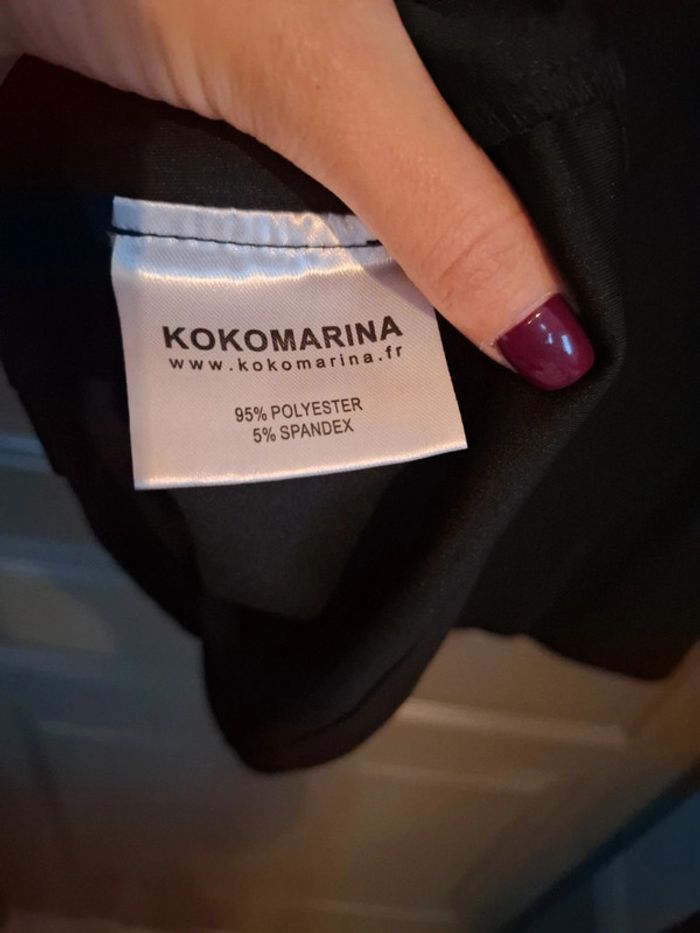 KOKOMARINA
www.kokomarina.fr
95% POLYESTER
5% SPANDEX